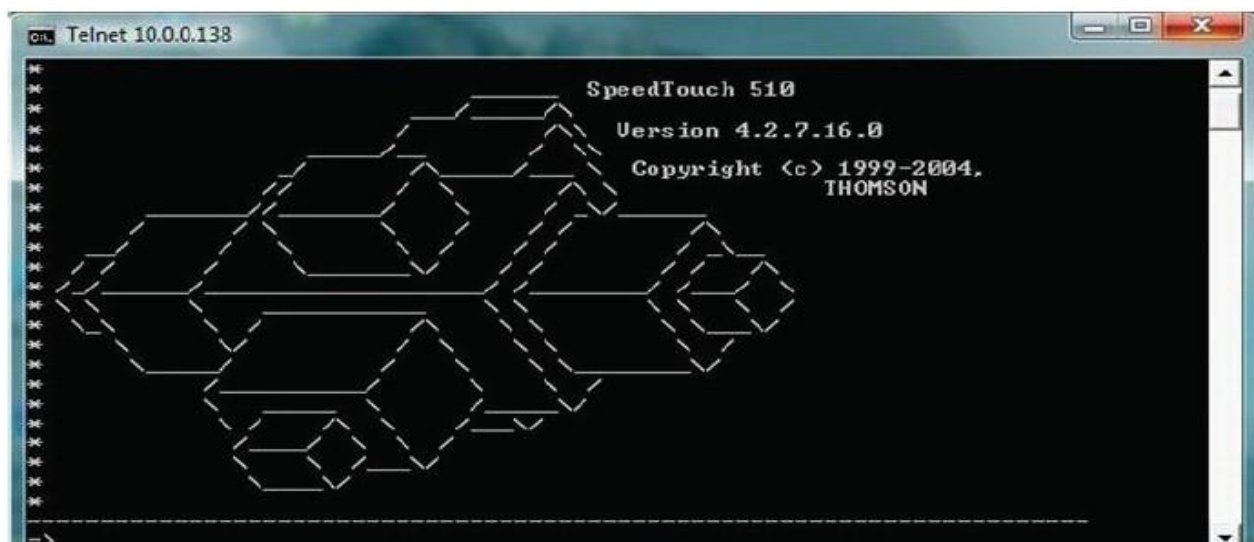 Telnet 10.0.0.138
SpeedTouch 510
Version 4.2.7.16.0
Copyright (c) 1999-2004,
THOMSON
=>